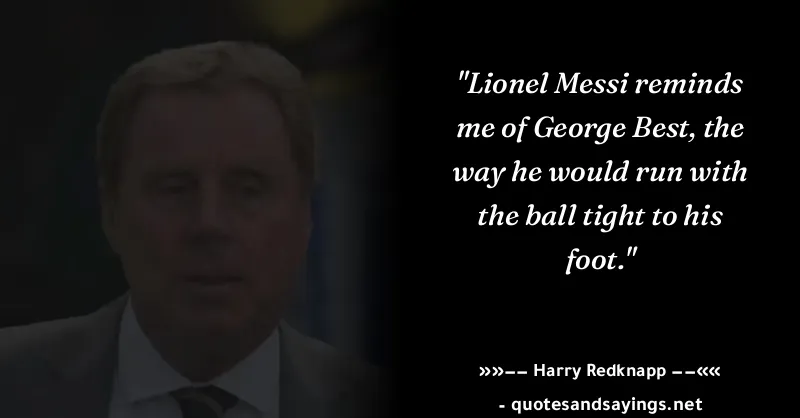 "Lionel Messi reminds
me of George Best, the
way he would run with
the ball tight to his
foot."
»»–– Harry Redknapp ––««
- quotesandsayings.net